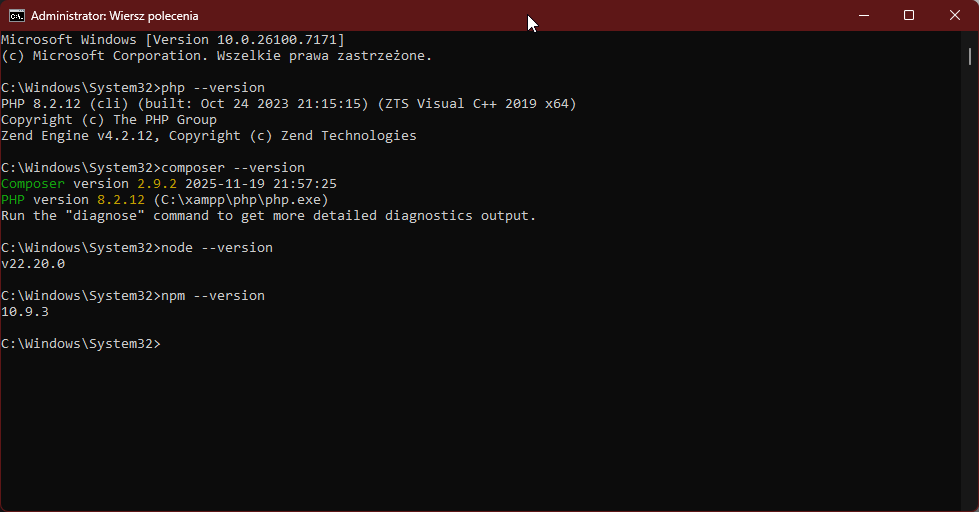 Administrator: Wiersz polecenia
Microsoft Windows [Version 10.0.26100.7171]
(c) Microsoft Corporation. Wszelkie prawa zastrzeżone.
C:\Windows\System32>php --version
PHP 8.2.12 (cli) (built: Oct 24 2023 21:15:15) (ZTS Visual C++ 2019 x64)
Copyright (c) The PHP Group
Zend Engine v4.2.12, Copyright (c) Zend Technologies
C:\Windows\System32>composer --version
Composer version 2.9.2 2025-11-19 21:57:25
PHP version 8.2.12 (C:\xampp\php\php.exe)
Run the "diagnose" command to get more detailed diagnostics output.
C:\Windows\System32>node --version
v22.20.0
C:\Windows\System32>npm --version
10.9.3
C:\Windows\System32>